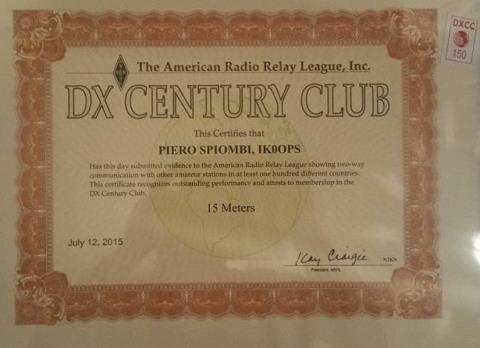 DXCC
150
The American Radio Relay League, Inc.
DX CENTURY CLUB
This Certifies that
PIERO SPIOMBI, IK0OPS
Has this day submitted evidence to the American Radio Relay League showing two-way
communication with other amateur stations in at least one hundred different countries.
This certificate recognizes outstanding performance and attests to membership in the
DX Century Club.
15 Meters
July 12, 2015
Kay Craigie N3KN
President, ARRL